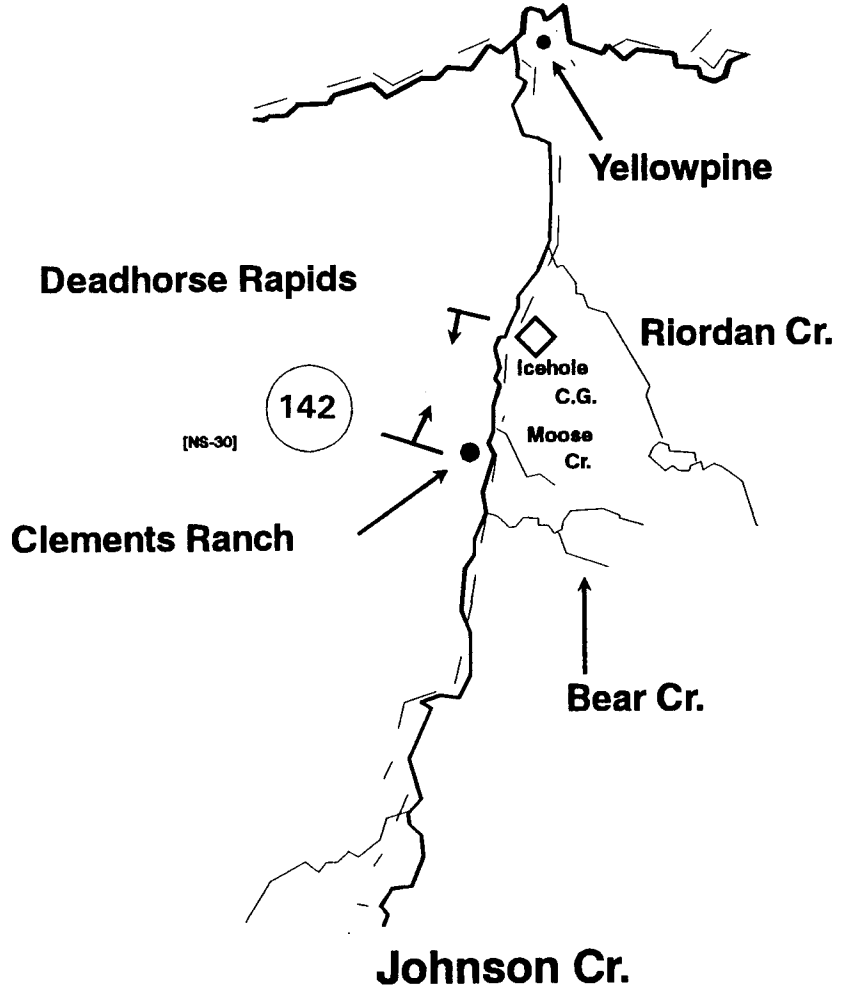 Yellowpine
Deadhorse Rapids
Riordan Cr.
Icehole
C.G.
142
[NS-30]
Moose
Cr.
Clements Ranch
Bear Cr.
Johnson Cr.